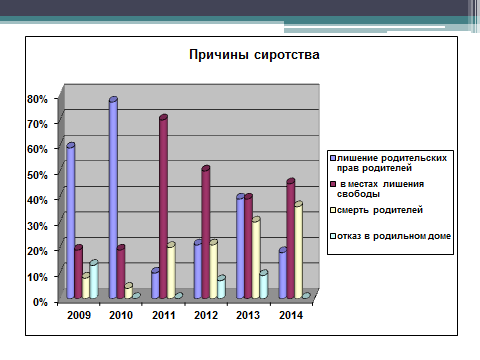 Причины сиротства
80%
70%
60%
50%
40%
30%
20%
10%
0%
2009 2010 2011 2012 2013 2014
лишение родительских
прав родителей
в местах лишения
свободы
смерть родителей
отказ в родильном доме